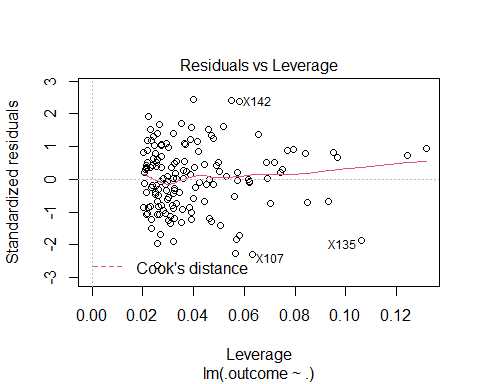 Residuals vs Leverage
Standardized residuals
3
2
1
0
-1
-2
-3
X142
X135
X107
Cook's distance
0.00 0.02 0.04 0.06 0.08 0.10 0.12
Leverage
lm(.outcome ~ .)